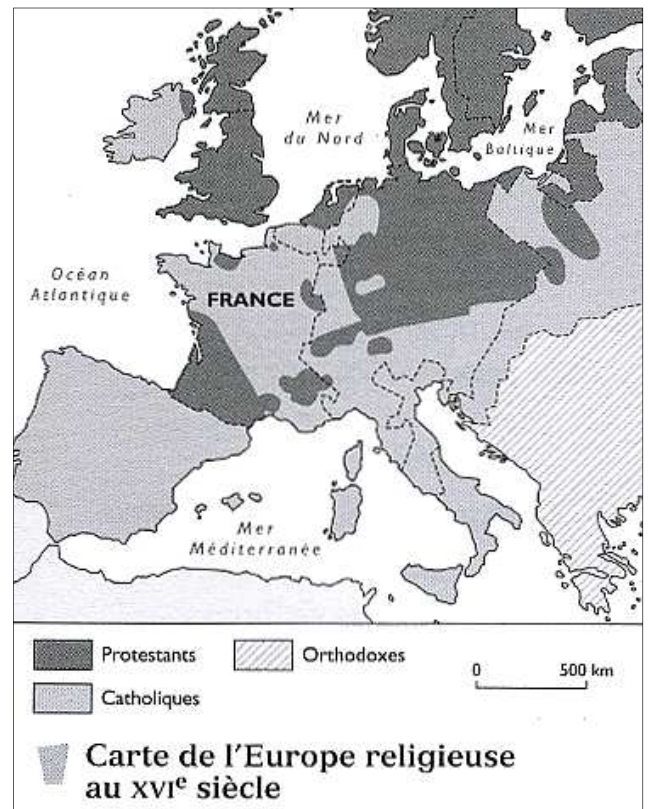 Mer
du Nord
Mer
Baltique
Océan
Atlantique
FRANCE
Mer
Méditerranée
Protestants
Orthodoxes
0
500 km
Catholiques
Carte de l'Europe religieuse
au XVIe siècle